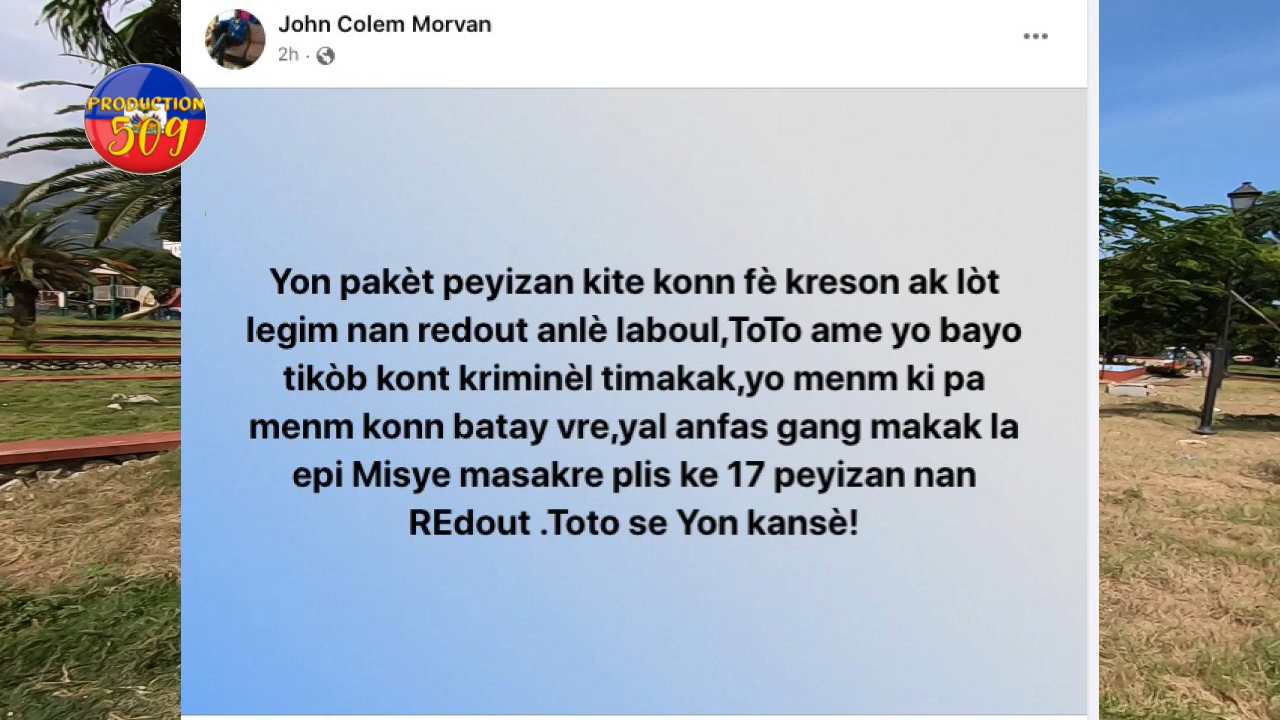 John Colem Morvan
2h ·
PRODUCTION
509
Yon pakèt peyizan kite konn fè kreson ak lòt
legim nan redout anlè laboul,ToTo ame yo bayo
tikòb kont kriminèl timakak,yo menm ki pa
menm konn batay vre,yal anfas gang makak la
epi Misye masakre plis ke 17 peyizan nan
REdout .Toto se Yon kansè!